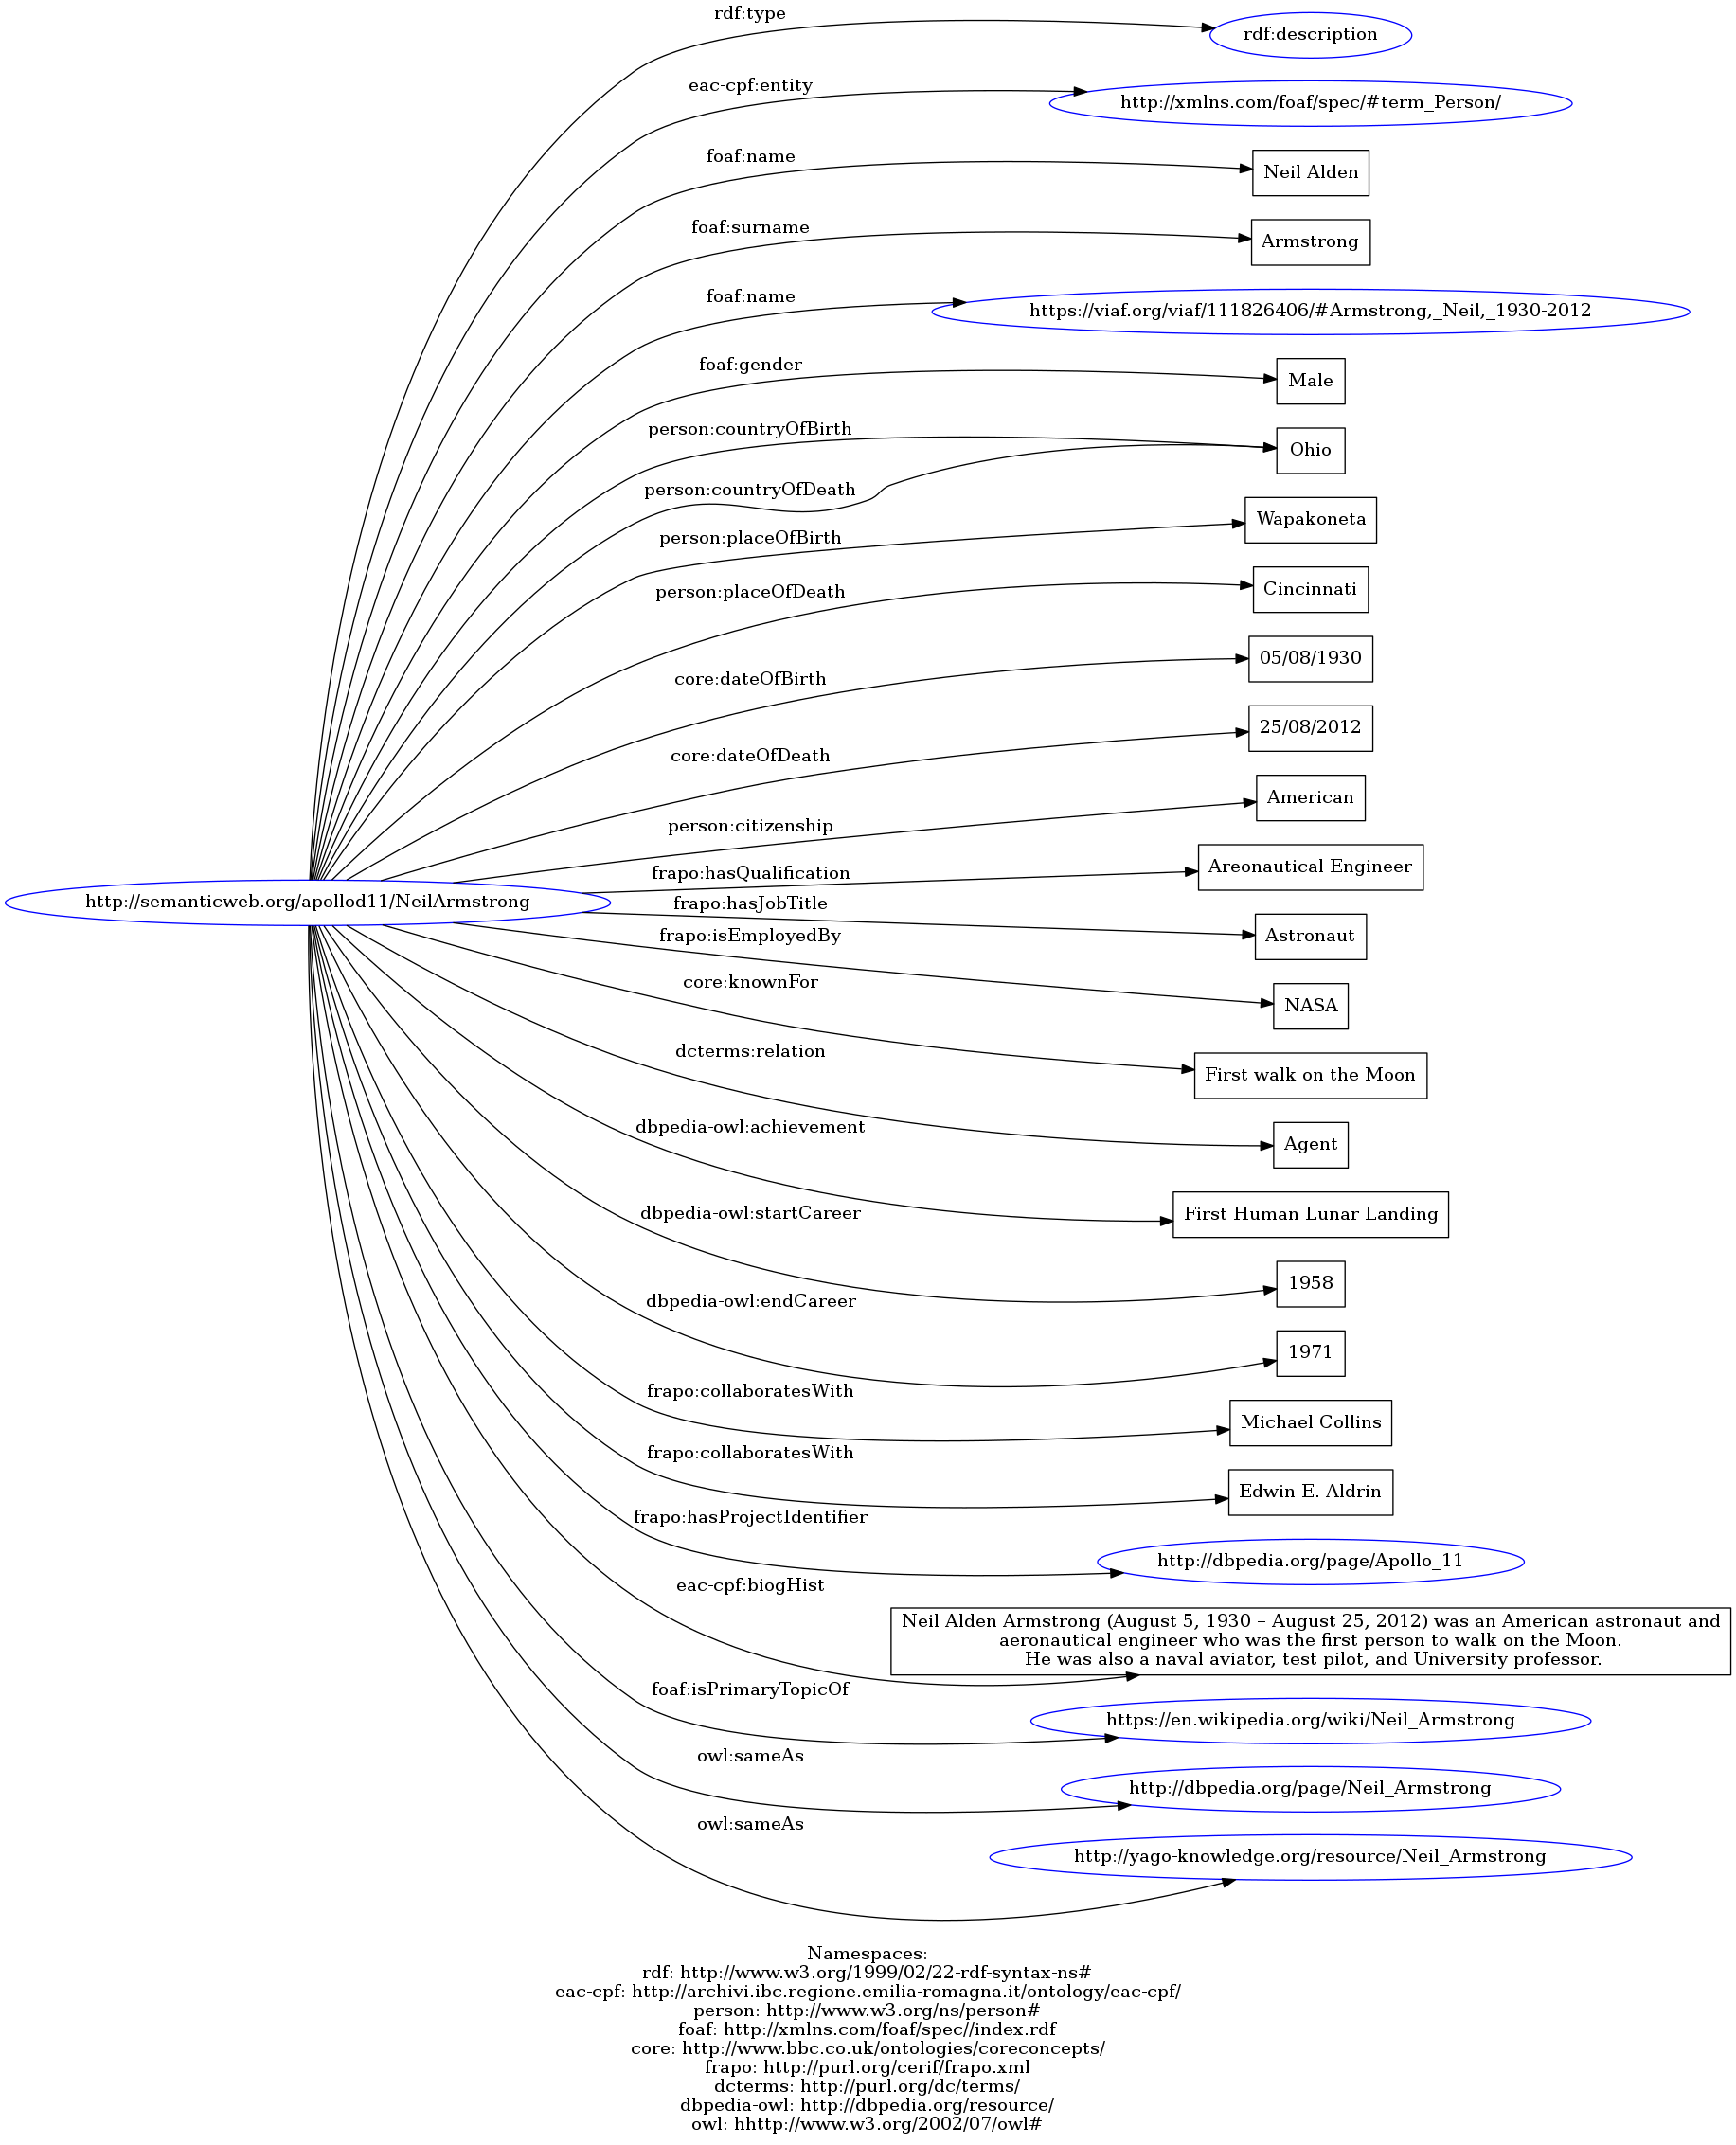 rdf:type
rdf:description
eac-cpf:entity
http://xmlns.com/foaf/spec/#term_Person/
foaf:name
Neil Alden
foaf:surname
Armstrong
foaf:name
https://viaf.org/viaf/111826406/#Armstrong,_Neil,_1930-2012
foaf:gender
Male
person:countryOfBirth
Ohio
person:countryOfDeath
person:placeOfBirth
Wapakoneta
person:placeOfDeath
Cincinnati
core:dateOfBirth
05/08/1930
core:dateOfDeath
25/08/2012
person:citizenship
American
frapo:hasQualification
Areonautical Engineer
http://semanticweb.org/apollod11/NeilArmstrong
frapo:hasJobTitle
Astronaut
frapo:isEmployedBy
NASA
core:knownFor
First walk on the Moon
dcterms:relation
Agent
dbpedia-owl:achievement
First Human Lunar Landing
dbpedia-owl:startCareer
1958
dbpedia-owl:endCareer
1971
frapo:collaboratesWith
Michael Collins
frapo:collaboratesWith
Edwin E. Aldrin
frapo:hasProjectIdentifier
http://dbpedia.org/page/Apollo_11
eac-cpf:biogHist
Neil Alden Armstrong (August 5, 1930 – August 25, 2012) was an American astronaut and
aeronautical engineer who was the first person to walk on the Moon.
He was also a naval aviator, test pilot, and University professor.
foaf:isPrimaryTopicOf
https://en.wikipedia.org/wiki/Neil_Armstrong
owl:sameAs
http://dbpedia.org/page/Neil_Armstrong
owl:sameAs
http://yago-knowledge.org/resource/Neil_Armstrong
Namespaces:
rdf: http://www.w3.org/1999/02/22-rdf-syntax-ns#
eac-cpf: http://archivi.ibc.regione.emilia-romagna.it/ontology/eac-cpf/
person: http://www.w3.org/ns/person#
foaf: http://xmlns.com/foaf/spec//index.rdf
core: http://www.bbc.co.uk/ontologies/coreconcepts/
frapo: http://purl.org/cerif/frapo.xml
dcterms: http://purl.org/dc/terms/
dbpedia-owl: http://dbpedia.org/resource/
owl: hhttp://www.w3.org/2002/07/owl#